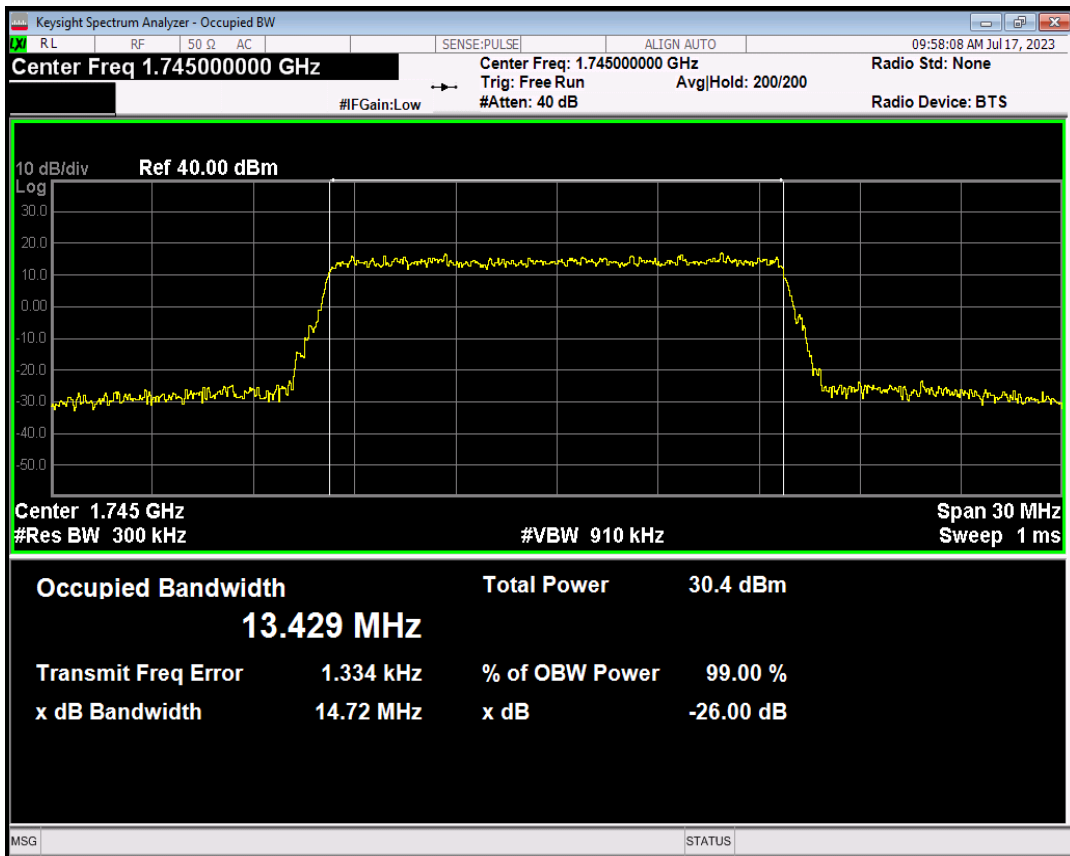 Keysight Spectrum Analyzer - Occupied BW
LXI RL RF 50 Ω AC SENSE:PULSE ALIGN AUTO 09:58:08 AM Jul 17, 2023
Center Freq 1.745000000 GHz Center Freq: 1.745000000 GHz Radio Std: None
Trig: Free Run Avg|Hold: 200/200
#IFGain:Low #Atten: 40 dB Radio Device: BTS
10 dB/div Ref 40.00 dBm
Log
30.0
20.0
10.0
0.00
-10.0
-20.0
-30.0
-40.0
-50.0
Center 1.745 GHz Span 30 MHz
#Res BW 300 kHz #VBW 910 kHz Sweep 1 ms
Occupied Bandwidth Total Power 30.4 dBm
13.429 MHz
Transmit Freq Error 1.334 kHz % of OBW Power 99.00 %
x dB Bandwidth 14.72 MHz x dB -26.00 dB
MSG STATUS